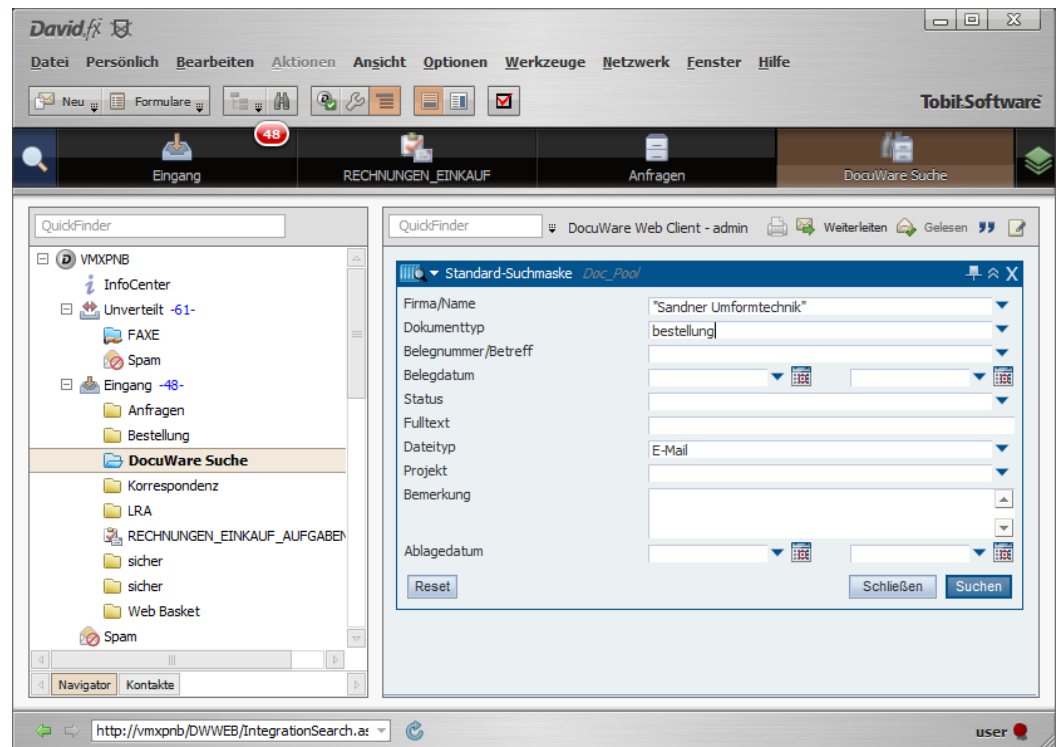 David.fx
Datei Persönlich Bearbeiten Aktionen Ansicht Optionen Werkzeuge Netzwerk Fenster Hilfe
Neu Formulare Tobit.Software
48
Eingang RECHNUNGEN_EINKAUF Anfragen DocuWare Suche
QuickFinder
VMXPNB
InfoCenter
Unverteilt -61-
FAXE
Spam
Eingang -48-
Anfragen
Bestellung
DocuWare Suche
Korrespondenz
LRA
RECHNUNGEN_EINKAUF_AUFGABEN
sicher
sicher
Web Basket
Spam
Navigator Kontakte
QuickFinder DocuWare Web Client - admin Weiterleiten Gelesen
Standard-Suchmaske Doc_Pool X
Firma/Name "Sandner Umformtechnik"
Dokumenttyp bestellung
Belegnummer/Betreff
Belegdatum
Status
Fulltext
Dateityp E-Mail
Projekt
Bemerkung
Ablagedatum
Reset Schließen Suchen
http://vmxpnb/DWWEB/IntegrationSearch.as user